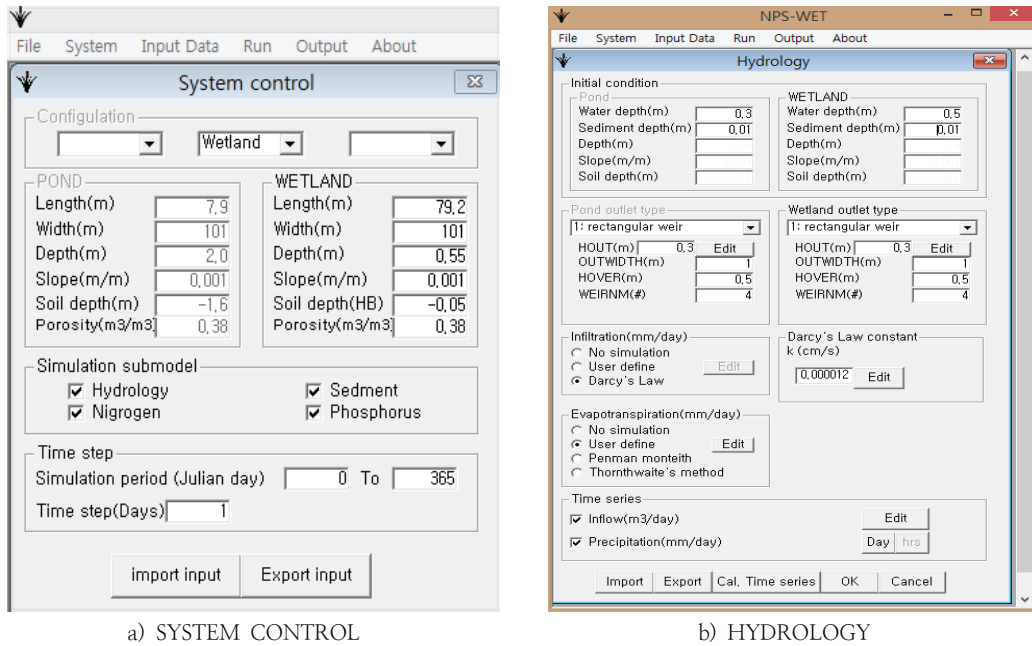 File System Input Data Run Output About
System control
Configulation
Wetland
POND
Length(m) 7,9
Width(m) 101
Depth(m) 2,0
Slope(m/m) 0,001
Soil depth(m) -1,6
Porosity(m3/m3) 0,38
WETLAND
Length(m) 79,2
Width(m) 101
Depth(m) 0,55
Slope(m/m) 0,001
Soil depth(HB) -0,05
Porosity(m3/m3) 0,38
Simulation submodel
Hydrology Sedment
Nigrogen Phosphorus
Time step
Simulation period (Julian day) 0 To 365
Time step(Days) 1
import input Export input
a) SYSTEM CONTROL
NPS-WET
File System Input Data Run Output About
Hydrology
Initial condition
Pond
Water depth(m) 0,3
Sediment depth(m) 0,01
Depth(m)
Slope(m/m)
Soil depth(m)
WETLAND
Water depth(m) 0,5
Sediment depth(m) 0,01
Depth(m)
Slope(m/m)
Soil depth(m)
Pond outlet type
1: rectangular weir
HOUT(m) 0,3 Edit
OUTWIDTH(m) 1
HOVER(m) 0,5
WEIRNM(#) 4
Wetland outlet type
1: rectangular weir
HOUT(m) 0,3 Edit
OUTWIDTH(m) 1
HOVER(m) 0,5
WEIRNM(#) 4
Infiltration(mm/day)
No simulation
User define Edit
Darcy's Law
Darcy's Law constant
k (cm/s)
0,000012 Edit
Evapotranspiration(mm/day)
No simulation
User define Edit
Penman monteith
Thornthwaite's method
Time series
Inflow(m3/day) Edit
Precipitation(mm/day) Day hrs
Import Export Cal, Time series OK Cancel
b) HYDROLOGY